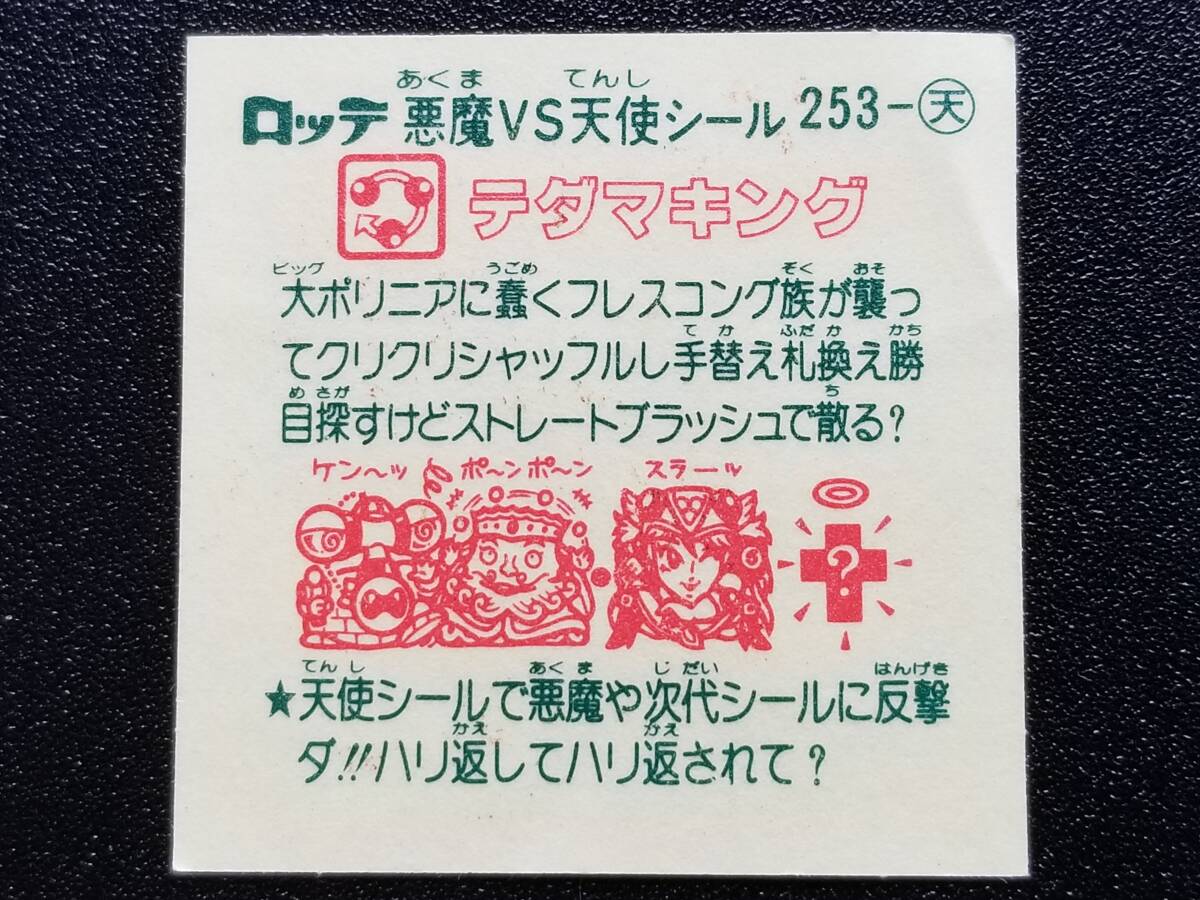 ロッテ 悪魔VS天使シール 253-天
あくま てんし
テダマキング
ビッグ うごめ ぞく おそ
大ポリニアに蠢くフレスコング族が襲っ
てか ふだか かち
てクリクリシャッフルし手替え札換え勝
めさが ち
目探すけどストレートブラッシュで散る?
ケン〜ッ ポ〜ンポ〜ン スラール
?
てんし あくま じだい はんげき
★天使シールで悪魔や次代シールに反撃
かえ かえ
ダ!!ハリ返してハリ返されて?